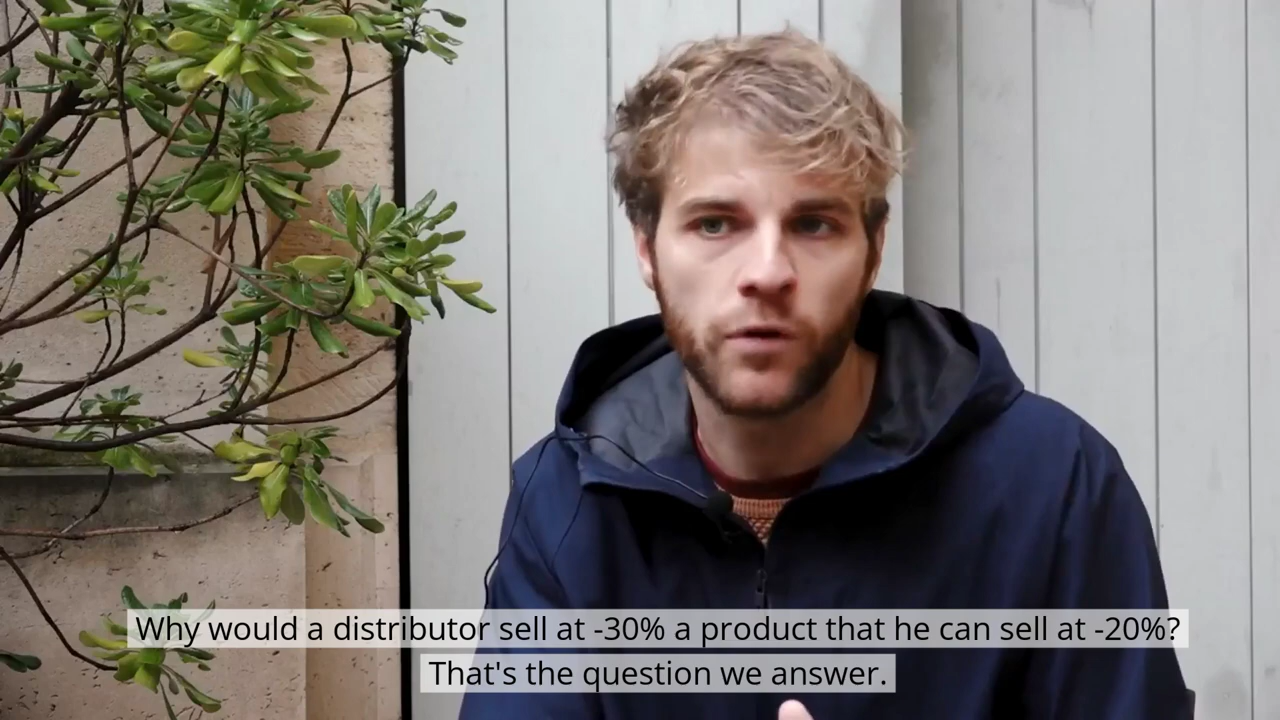 Why would a distributor sell at -30% a product that he can sell at -20%?
That's the question we answer.